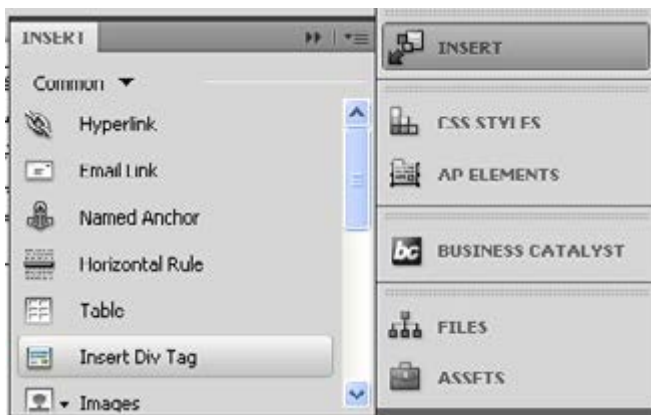 INSERT
Common
Hyperlink
Email Link
Named Anchor
Horizontal Rule
Table
Insert Div Tag
Images
INSERT
CSS STYLES
AP ELEMENTS
bc BUSINESS CATALYST
FILES
ASSETS